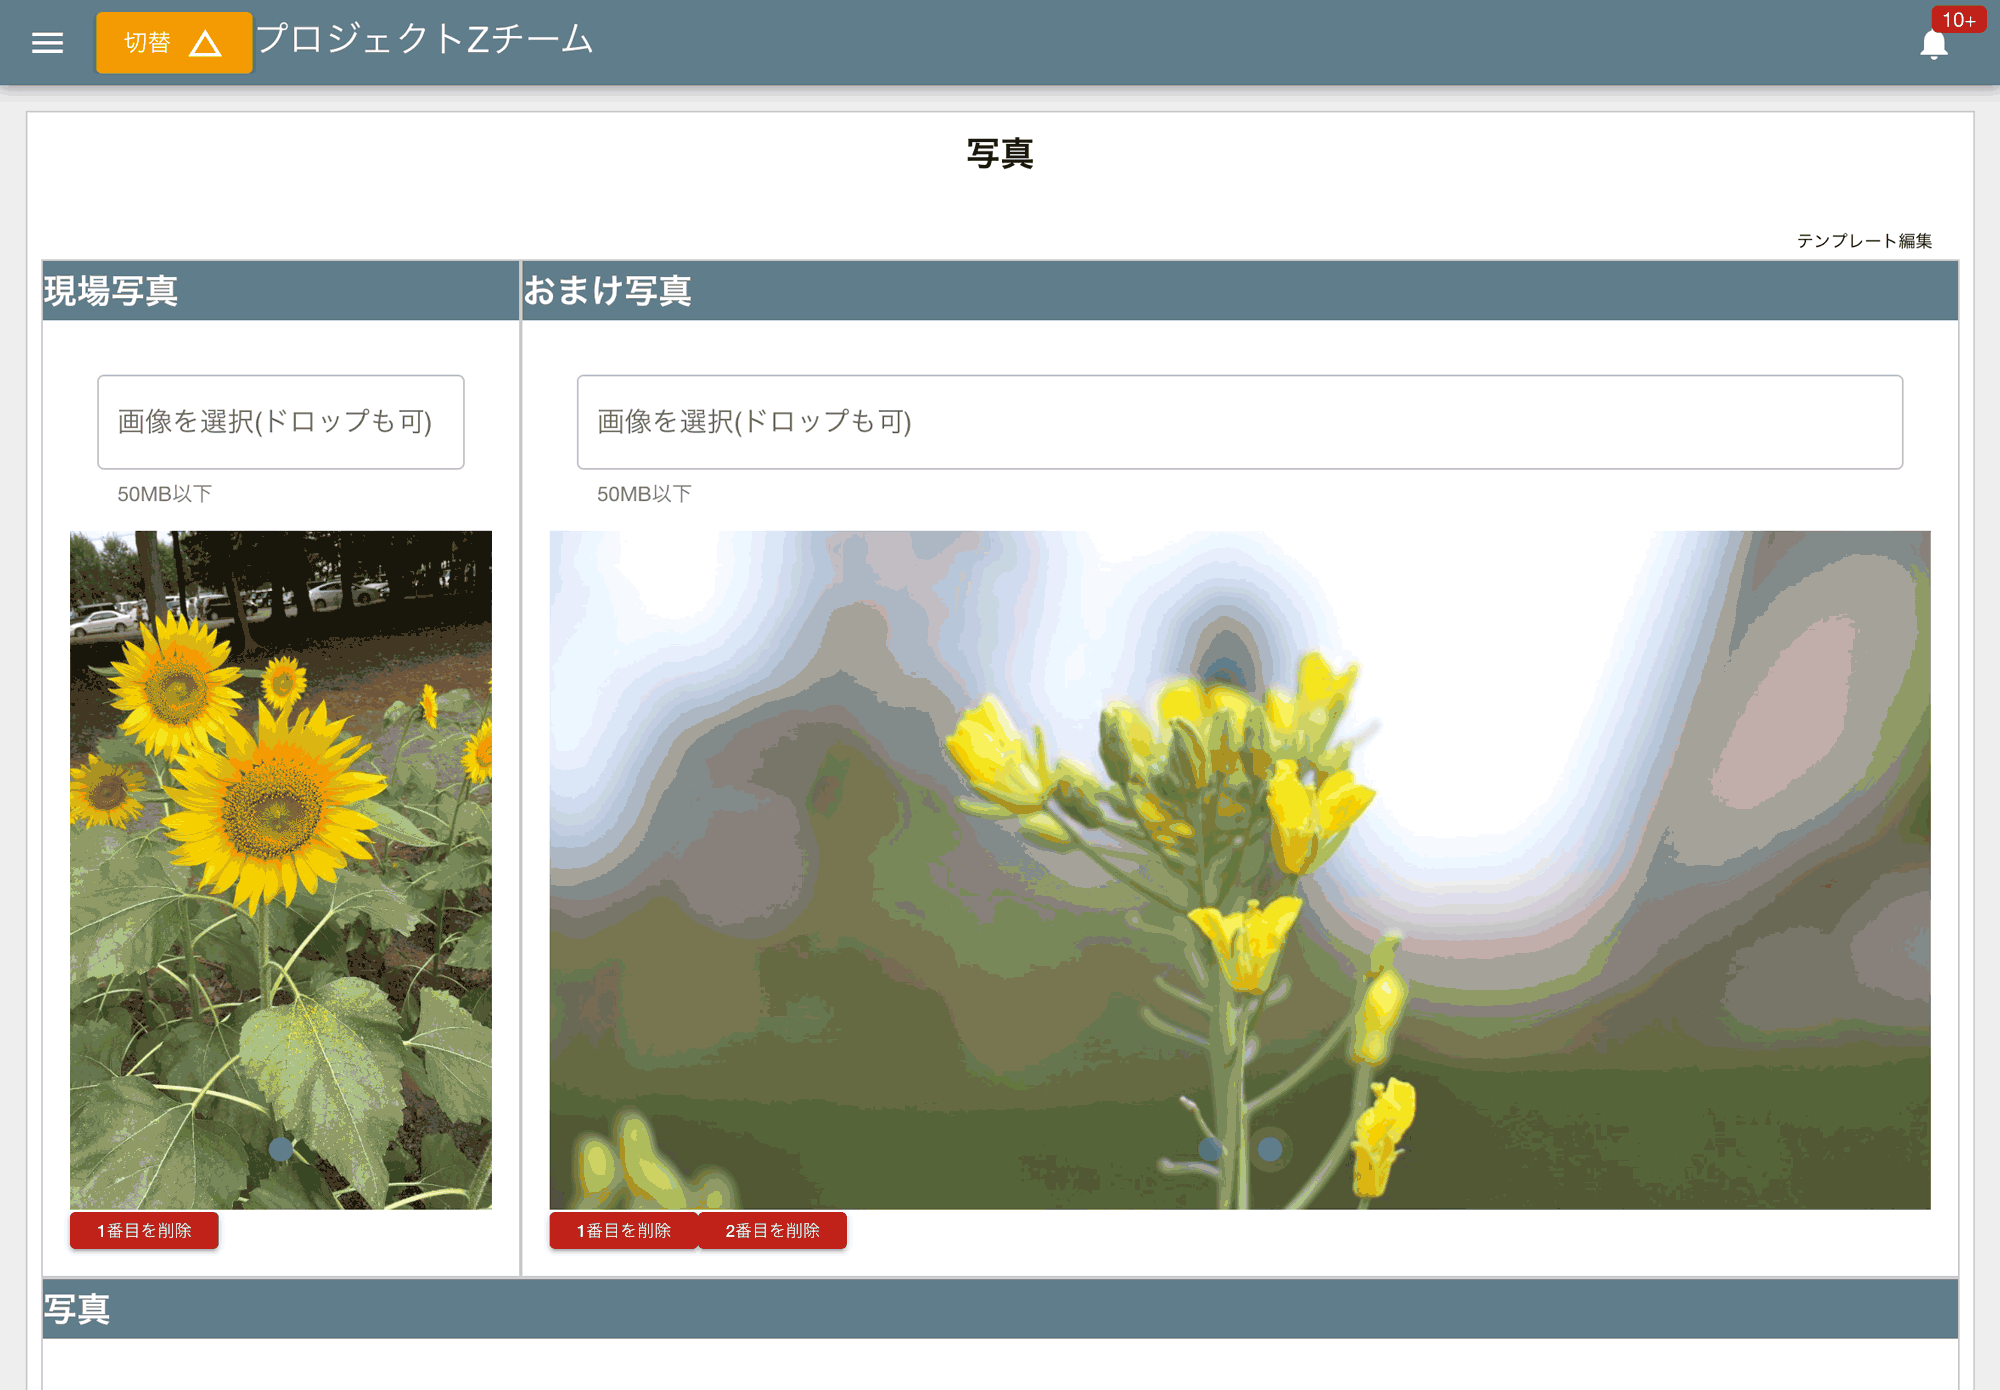 切替 プロジェクトZチーム 10+
写真
テンプレート編集
現場写真 おまけ写真
画像を選択(ドロップも可) 画像を選択(ドロップも可)
50MB以下 50MB以下
1番目を削除 1番目を削除 2番目を削除
写真